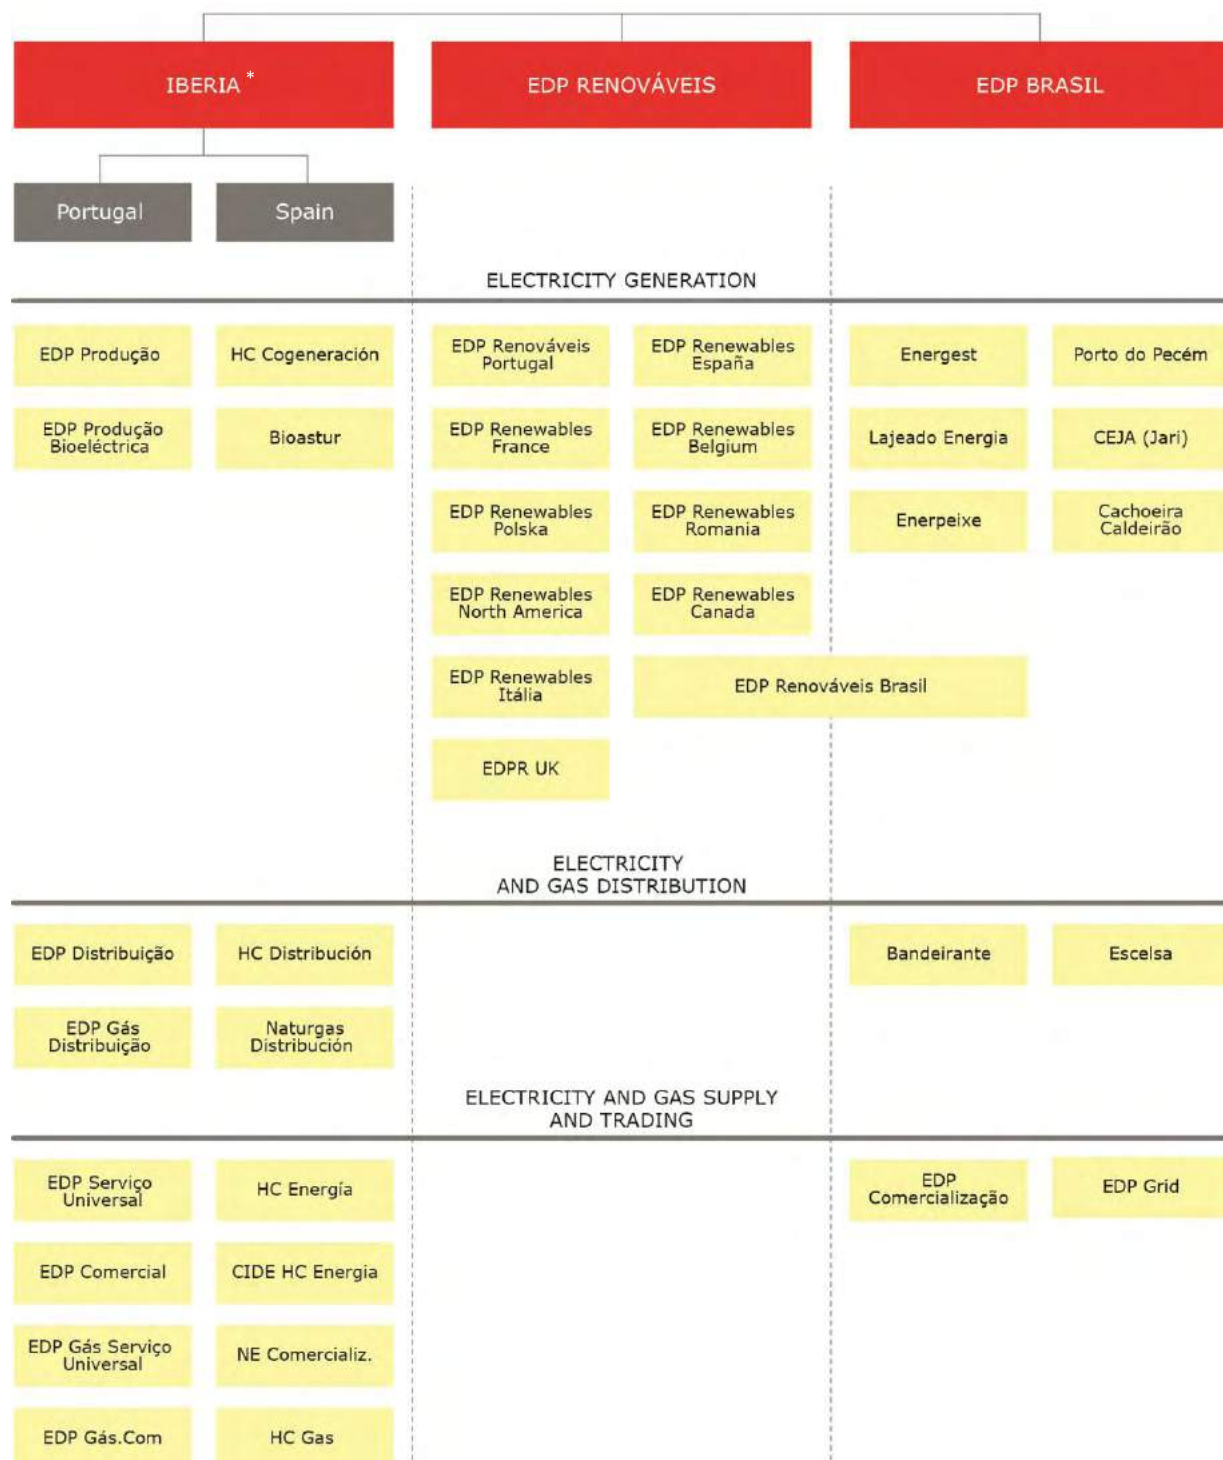 IBERIA *
EDP RENOVÁVEIS
EDP BRASIL
Portugal
Spain
ELECTRICITY GENERATION
EDP Produção
HC Cogeneración
EDP Renováveis
Portugal
EDP Renewables
España
Energest
Porto do Pecém
EDP Produção
Bioeléctrica
Bioastur
EDP Renewables
France
EDP Renewables
Belgium
Lajeado Energia
CEJA (Jari)
EDP Renewables
Polska
EDP Renewables
Romania
Enerpeixe
Cachoeira
Caldeirão
EDP Renewables
North America
EDP Renewables
Canada
EDP Renewables
Itália
EDP Renováveis Brasil
EDPR UK
ELECTRICITY
AND GAS DISTRIBUTION
EDP Distribuição
HC Distribución
Bandeirante
Escelsa
EDP Gás
Distribuição
Naturgas
Distribución
ELECTRICITY AND GAS SUPPLY
AND TRADING
EDP Serviço
Universal
HC Energía
EDP
Comercialização
EDP Grid
EDP Comercial
CIDE HC Energia
EDP Gás Serviço
Universal
NE Comercializ.
EDP Gás.Com
HC Gas